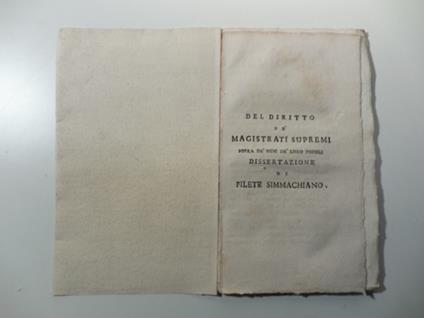 DEL DIRITTO
DE'
MAGISTRATI SUPREMI
SOPRA DE' BENI DE' LORO POPOLI
DISSERTAZIONE
DI
FILETE SIMMACHIANO.